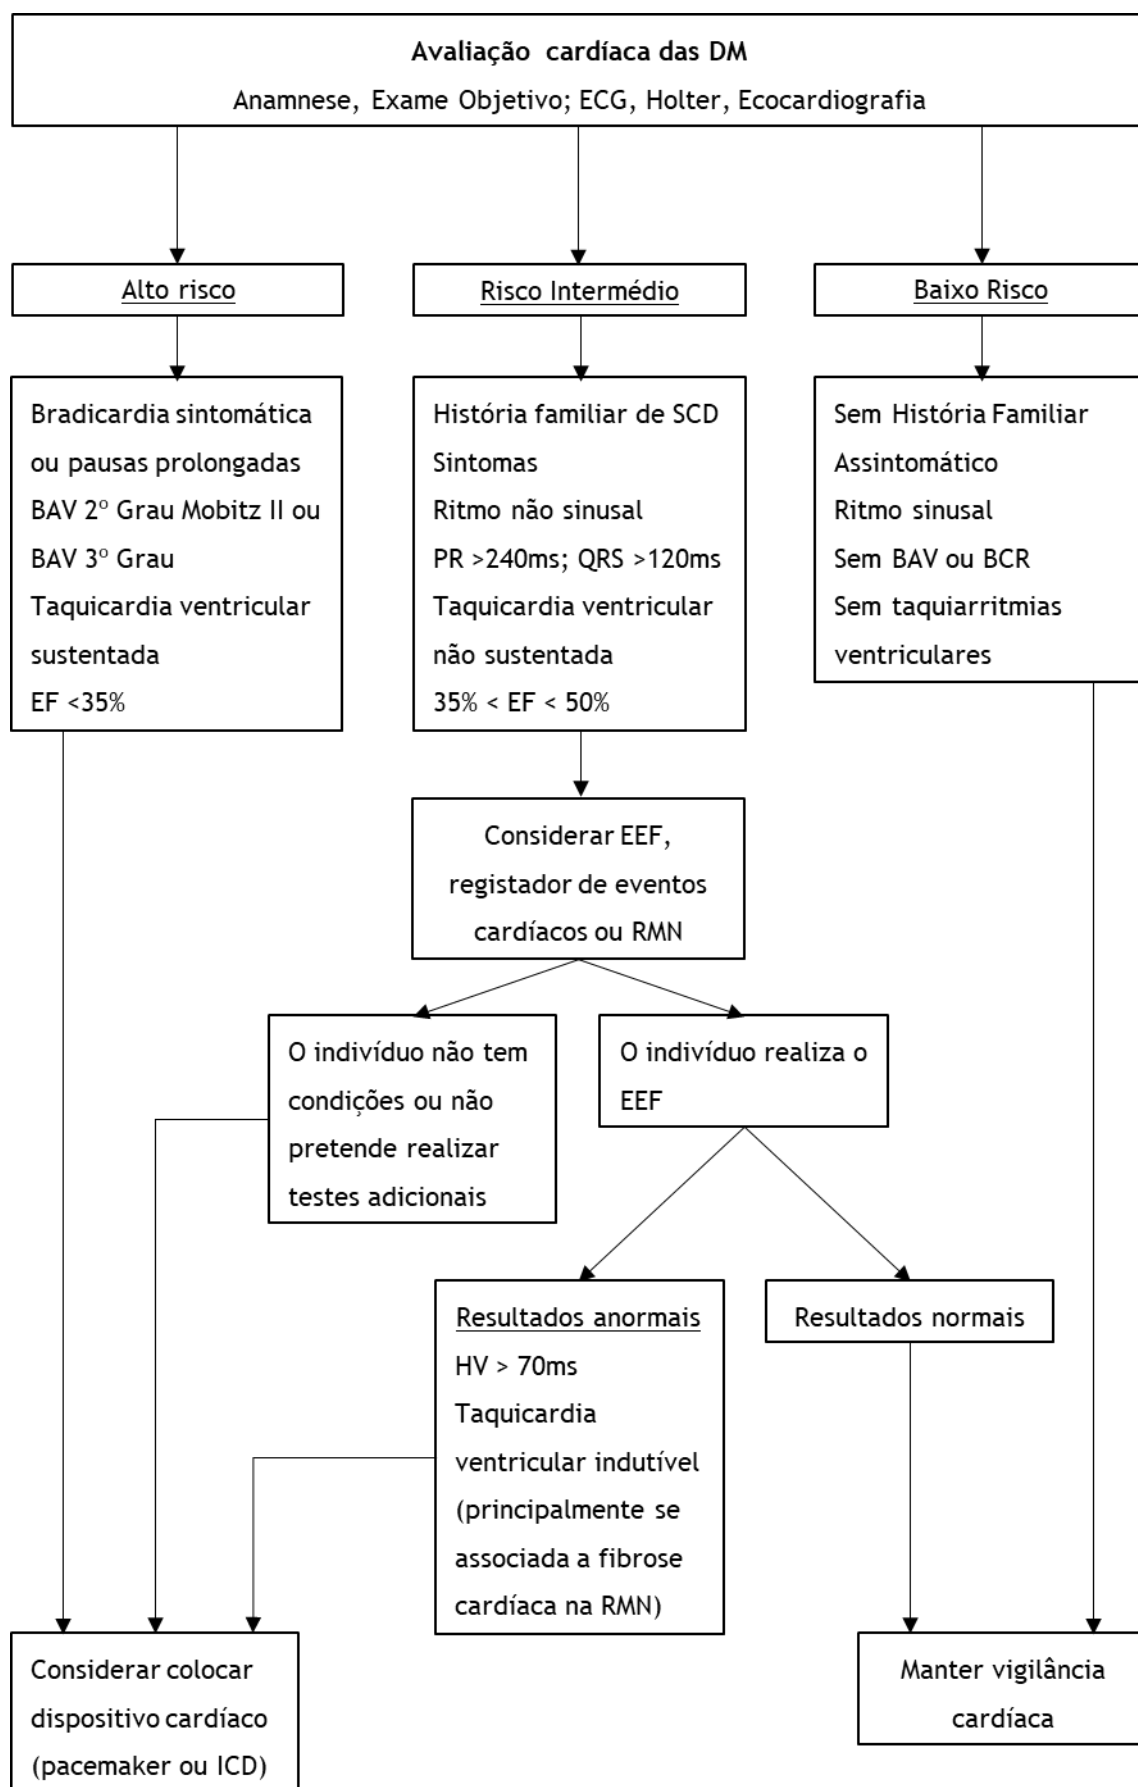 Avaliação cardíaca das DM
Anamnese, Exame Objetivo; ECG, Holter, Ecocardiografia
Alto risco
Risco Intermédio
Baixo Risco
Bradicardia sintomática
ou pausas prolongadas
BAV 2º Grau Mobitz II ou
BAV 3º Grau
Taquicardia ventricular
sustentada
EF <35%
História familiar de SCD
Sintomas
Ritmo não sinusal
PR >240ms; QRS >120ms
Taquicardia ventricular
não sustentada
35% < EF < 50%
Sem História Familiar
Assintomático
Ritmo sinusal
Sem BAV ou BCR
Sem taquiarritmias
ventriculares
Considerar EEF,
registador de eventos
cardíacos ou RMN
O indivíduo não tem
condições ou não
pretende realizar
testes adicionais
O indivíduo realiza o
EEF
Resultados anormais
HV > 70ms
Taquicardia
ventricular indutível
(principalmente se
associada a fibrose
cardíaca na RMN)
Resultados normais
Considerar colocar
dispositivo cardíaco
(pacemaker ou ICD)
Manter vigilância
cardíaca